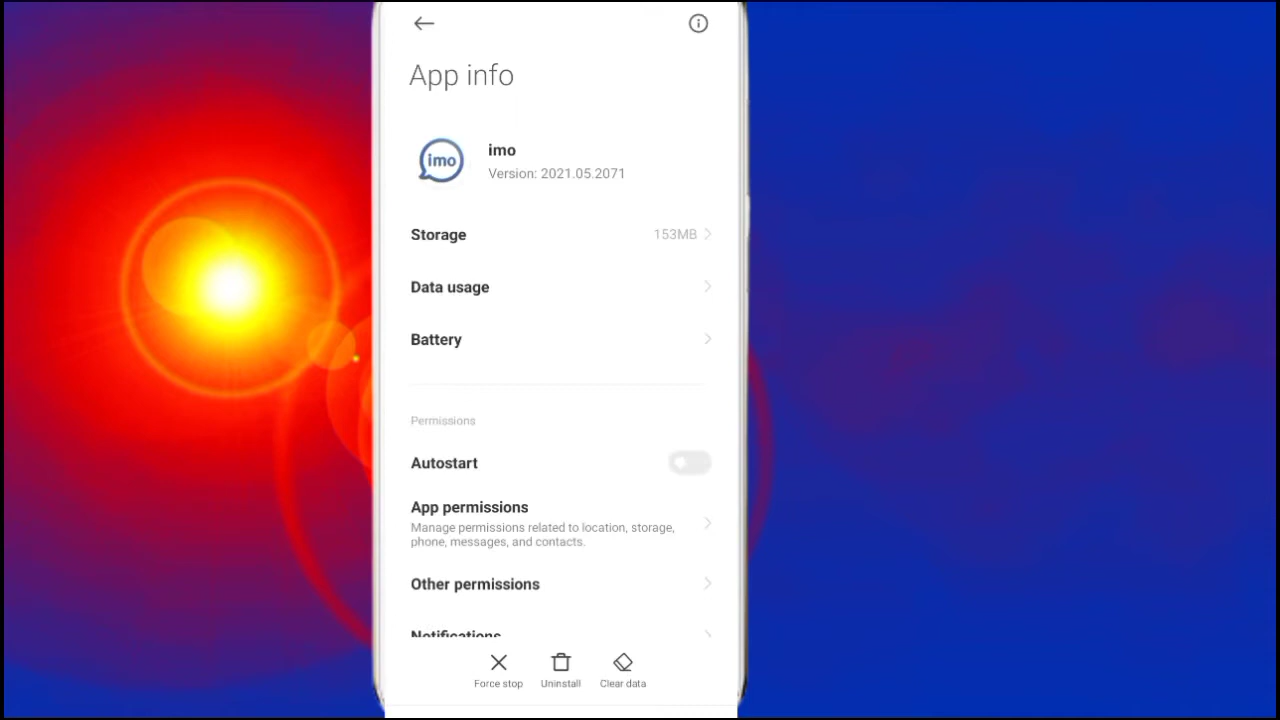 App info
imo
imo
Version: 2021.05.2071
Storage 153MB
Data usage
Battery
Permissions
Autostart
App permissions
Manage permissions related to location, storage,
phone, messages, and contacts.
Other permissions
Notifications
Force stop Uninstall Clear data